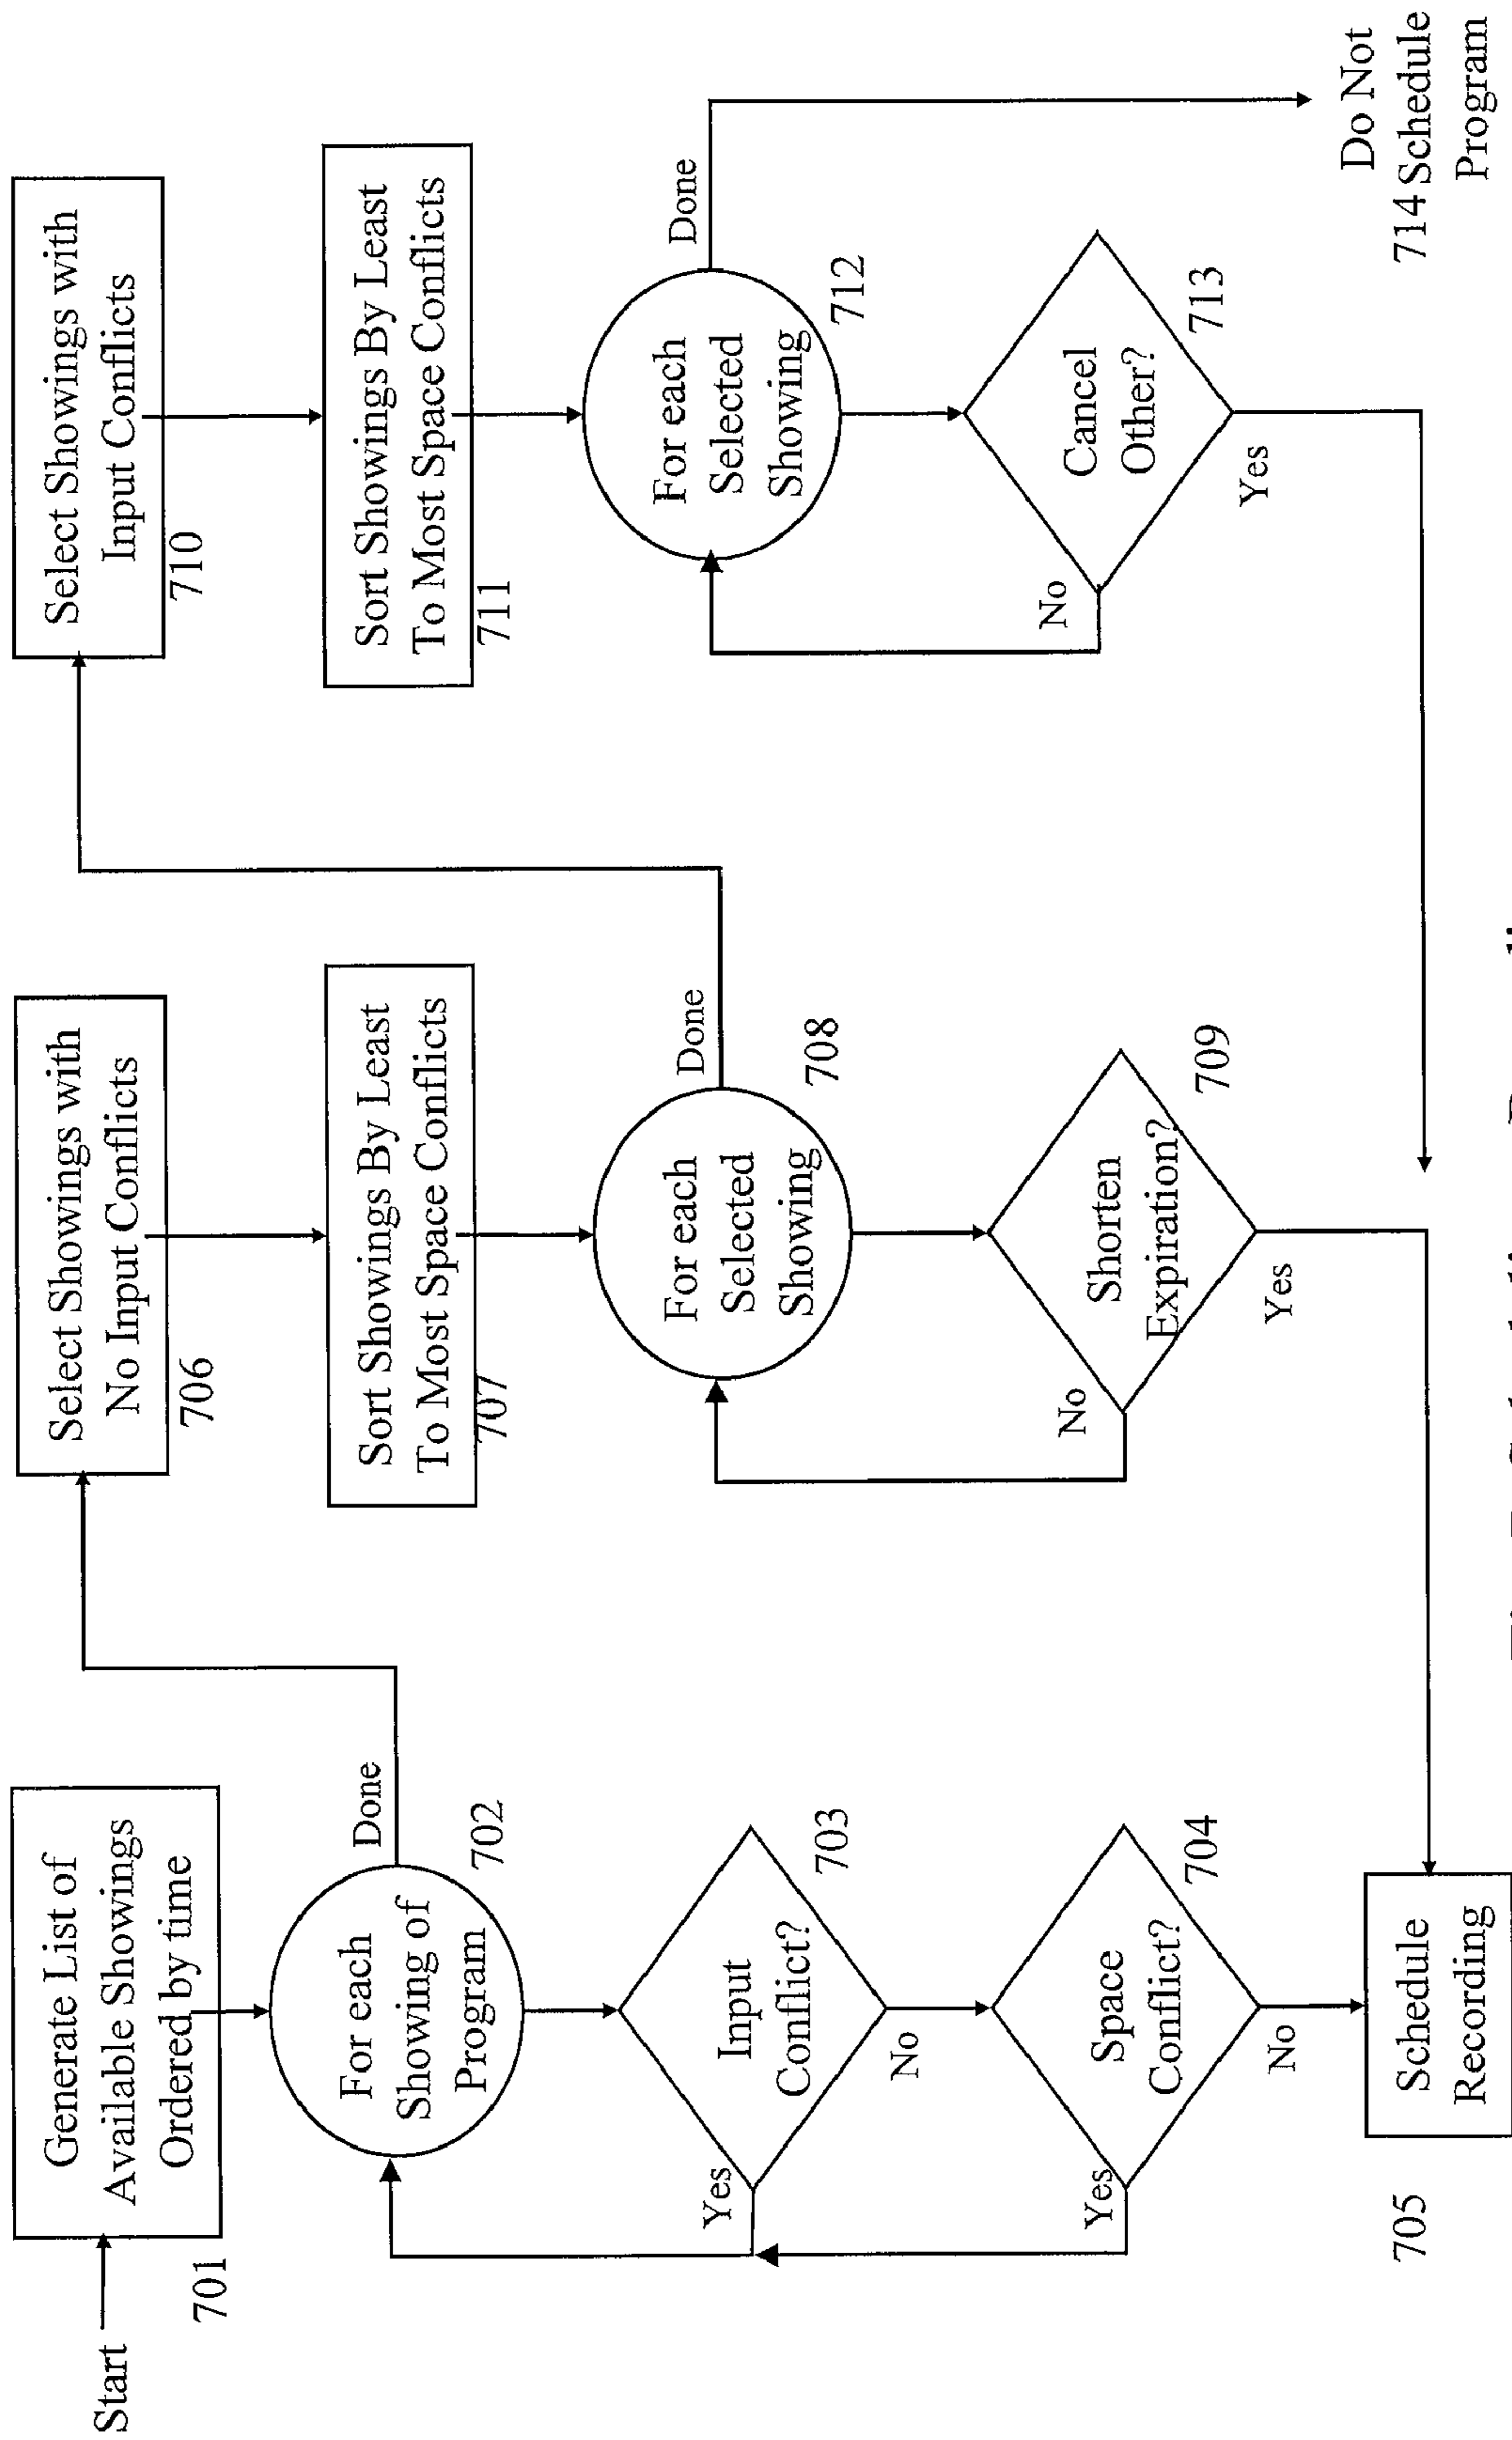 Start
Generate List of
Available Showings
Ordered by time
701
Done
For each
Showing of
Program
702
Input
Conflict?
703
Yes
No
Space
Conflict?
704
Yes
No
Schedule
Recording
705
Select Showings with
No Input Conflicts
706
Sort Showings By Least
To Most Space Conflicts
707
Done
For each
Selected
Showing
708
Shorten
Expiration?
709
No
Yes
Select Showings with
Input Conflicts
710
Sort Showings By Least
To Most Space Conflicts
711
Done
For each
Selected
Showing
712
Cancel
Other?
713
No
Yes
Do Not
714 Schedule
Program